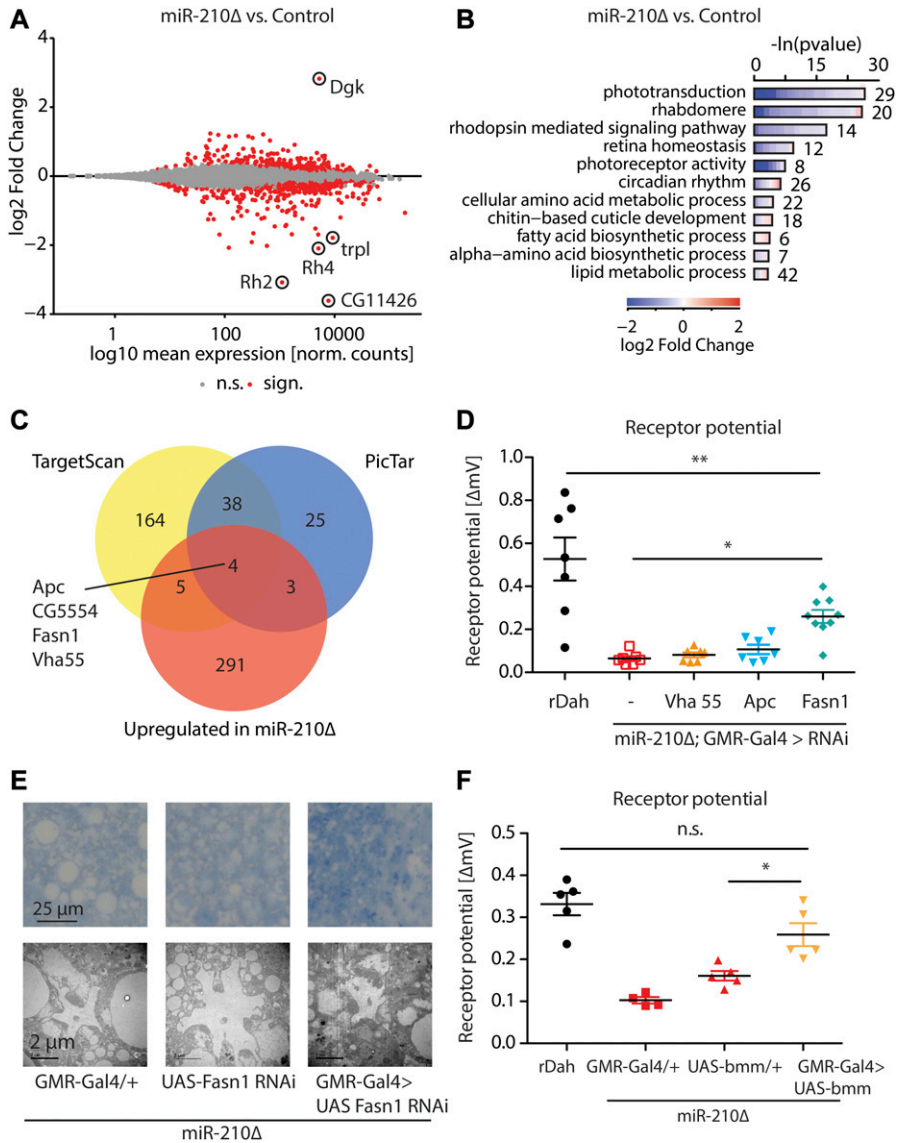 A
miR-210Δ vs. Control
log2 Fold Change
4
2
0
−2
−4
Dgk
trpl
Rh4
Rh2
CG11426
1
100
10000
log10 mean expression [norm. counts]
n.s.
sign.
B
miR-210Δ vs. Control
-ln(pvalue)
0
15
30
phototransduction 29
rhabdomere 20
rhodopsin mediated signaling pathway 14
retina homeostasis 12
photoreceptor activity 8
circadian rhythm 26
cellular amino acid metabolic process 22
chitin−based cuticle development 18
fatty acid biosynthetic process 6
alpha−amino acid biosynthetic process 7
lipid metabolic process 42
−2
0
2
log2 Fold Change
C
TargetScan
PicTar
164
38
25
4
5
3
291
Apc
CG5554
Fasn1
Vha55
Upregulated in miR-210Δ
D
Receptor potential
Receptor potential [ΔmV]
1.0
0.8
0.6
0.4
0.2
0.0
**
*
rDah
-
Vha 55
Apc
Fasn1
miR-210Δ; GMR-Gal4 > RNAi
E
25 µm
2 µm
GMR-Gal4/+
UAS-Fasn1 RNAi
GMR-Gal4>
UAS Fasn1 RNAi
miR-210Δ
F
Receptor potential
Receptor potential [ΔmV]
0.5
0.4
0.3
0.2
0.1
0.0
n.s.
*
rDah
GMR-Gal4/+
UAS-bmm/+
GMR-Gal4>
UAS-bmm
miR-210Δ